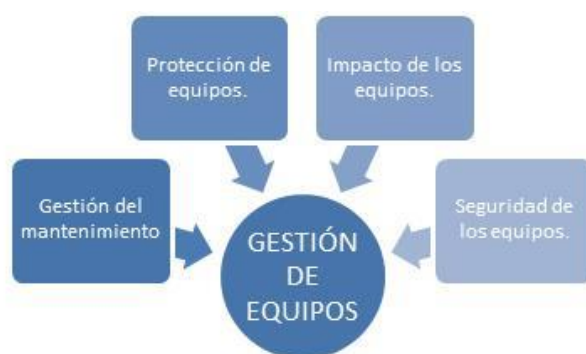 Protección de
equipos.
Impacto de los
equipos.
Gestión del
mantenimiento
Seguridad de
los equipos.
GESTIÓN
DE
EQUIPOS